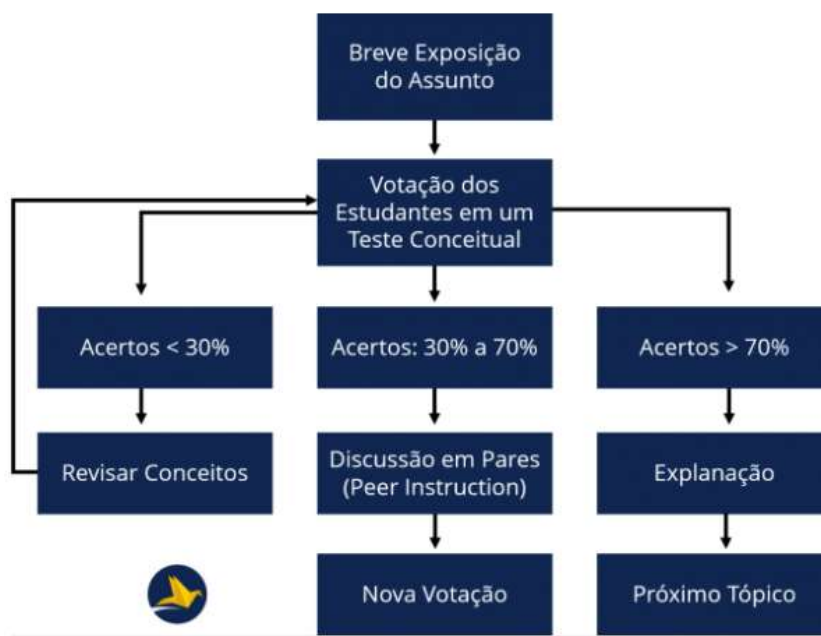 Breve Exposição
do Assunto
Votação dos
Estudantes em um
Teste Conceitual
Acertos < 30%
Acertos: 30% a 70%
Acertos > 70%
Revisar Conceitos
Discussão em Pares
(Peer Instruction)
Explanação
Nova Votação
Próximo Tópico